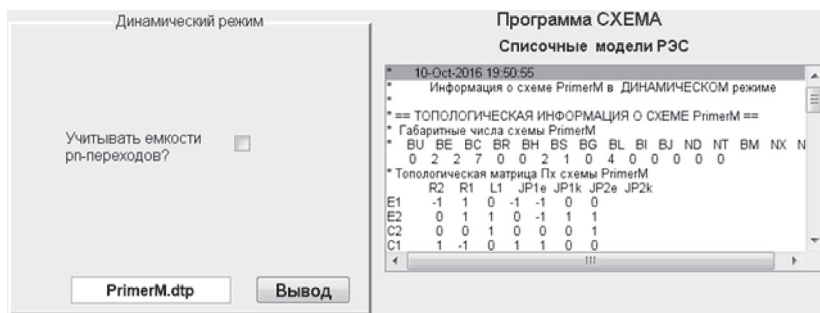 Динамический режим
Учитывать емкости
pn-переходов?
PrimerM.dtp
Вывод
Программа СХЕМА
Списочные модели РЭС
* 10-Oct-2016 19:50:55
* Информация о схеме PrimerM в ДИНАМИЧЕСКОМ режиме
*
* == ТОПОЛОГИЧЕСКАЯ ИНФОРМАЦИЯ О СХЕМЕ PrimerM ==
* Габаритные числа схемы PrimerM
* BU BE BC BR BH BS BG BL BI BJ ND NT BM NX N
0 2 2 7 0 0 2 1 0 4 0 0 0 0
* Топологическая матрица Пх схемы PrimerM
R2 R1 L1 JP1e JP1k JP2e JP2k
E1 -1 1 0 -1 -1 0 0
E2 0 1 1 0 -1 1 1
C2 0 0 1 0 0 0 1
C1 1 -1 0 1 1 0 0